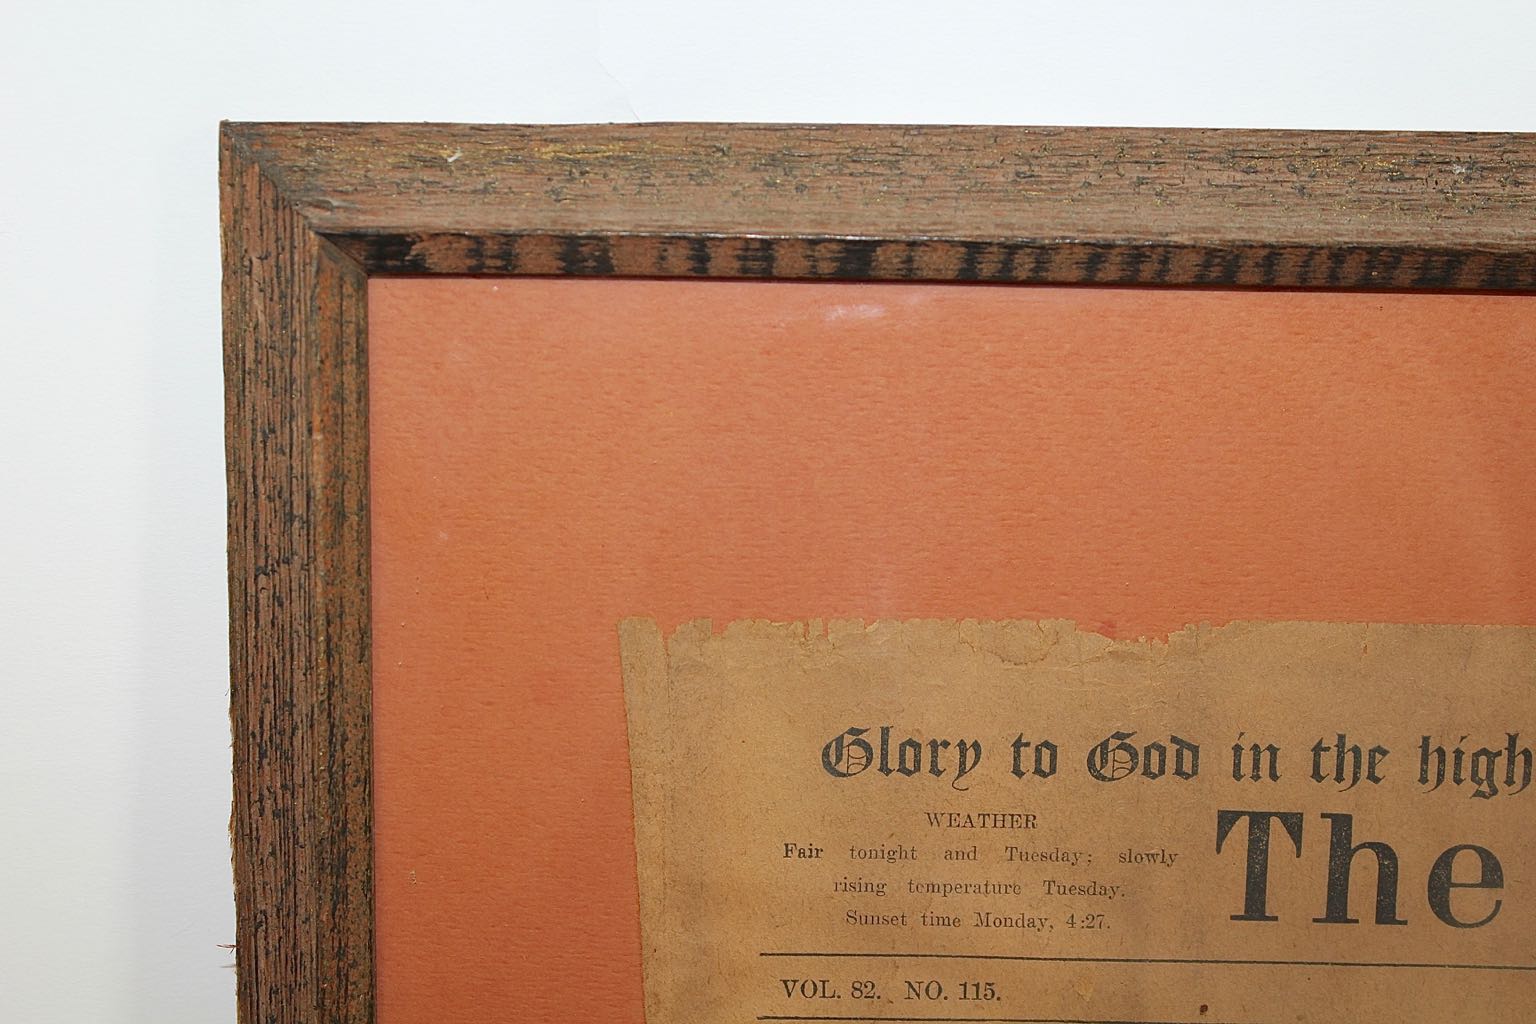 Glory to God in the high
WEATHER
Fair tonight and Tuesday; slowly
rising temperature Tuesday.
Sunset time Monday, 4:27.
The
VOL. 82. NO. 115.